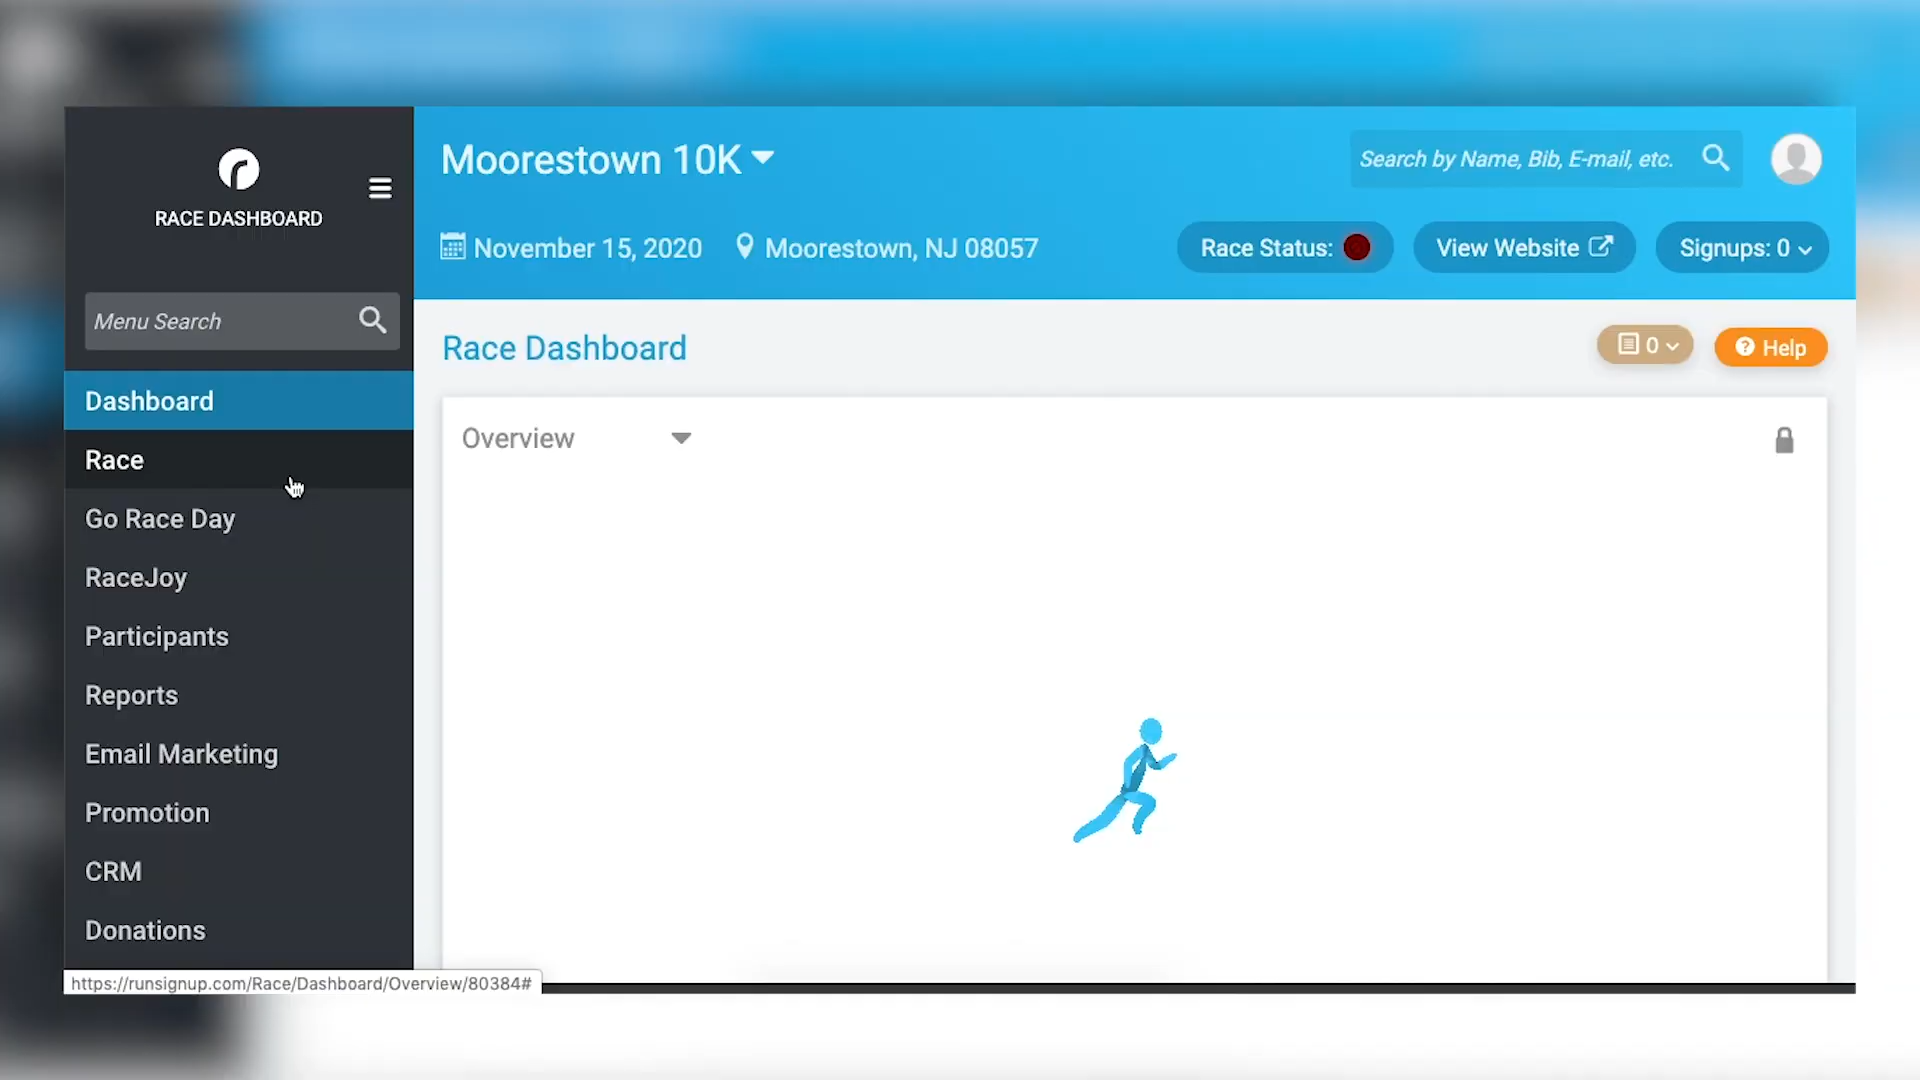 RACE DASHBOARD
Menu Search
Dashboard
Race
Go Race Day
RaceJoy
Participants
Reports
Email Marketing
Promotion
CRM
Donations
https://runsignup.com/Race/Dashboard/Overview/80384#
Moorestown 10K
Search by Name, Bib, E-mail, etc.
November 15, 2020
Moorestown, NJ 08057
Race Status:
View Website
Signups: 0
Race Dashboard
0
? Help
Overview